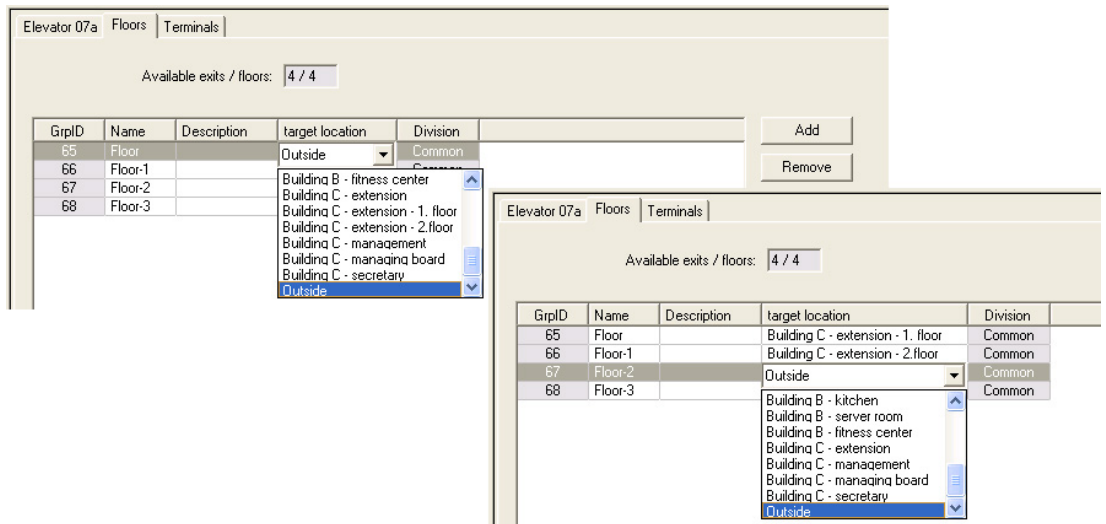 Elevator 07a Floors Terminals
Available exits / floors: 4 / 4
GrpID Name Description target location Division
65 Floor Outside Common
66 Floor-1 Common
67 Floor-2
68 Floor-3
Building B - fitness center
Building C - extension
Building C - extension - 1. floor
Building C - extension - 2.floor
Building C - management
Building C - managing board
Building C - secretary
Outside
Add
Remove
Elevator 07a Floors Terminals
Available exits / floors: 4 / 4
GrpID Name Description target location Division
65 Floor Building C - extension - 1. floor Common
66 Floor-1 Building C - extension - 2.floor Common
67 Floor-2 Outside Common
68 Floor-3 Common
Building B - kitchen
Building B - server room
Building B - fitness center
Building C - extension
Building C - management
Building C - managing board
Building C - secretary
Outside